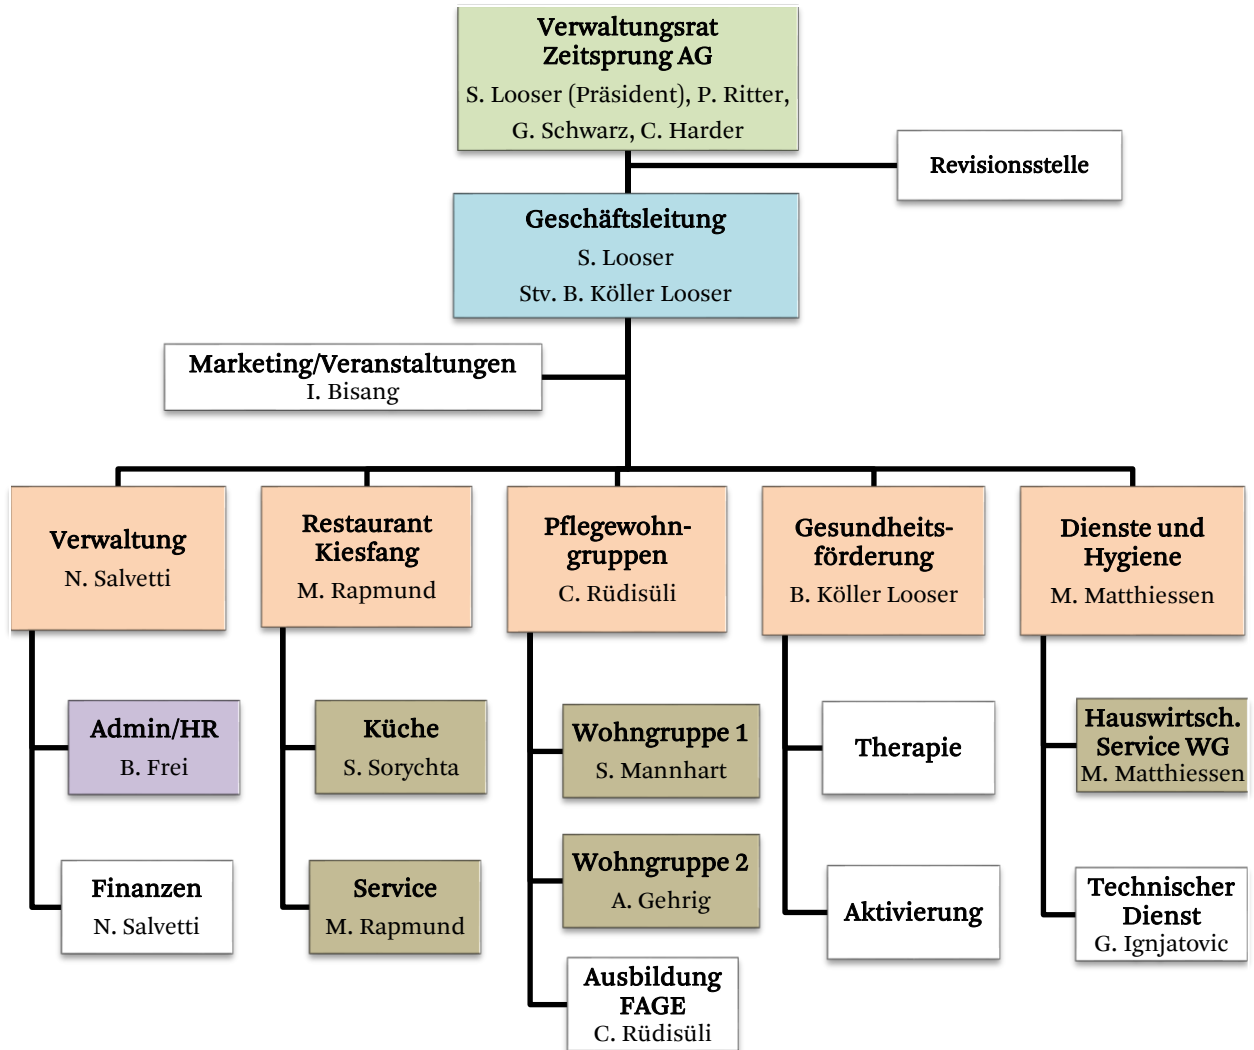 Verwaltungsrat
Zeitsprung AG
S. Looser (Präsident), P. Ritter,
G. Schwarz, C. Harder
Revisionsstelle
Geschäftsleitung
S. Looser
Stv. B. Köller Looser
Marketing/Veranstaltungen
I. Bisang
Verwaltung
N. Salvetti
Restaurant
Kiesfang
M. Rapmund
Pflegewohn-
gruppen
C. Rüdisüli
Gesundheits-
förderung
B. Köller Looser
Dienste und
Hygiene
M. Matthiessen
Admin/HR
B. Frei
Küche
S. Sorychta
Wohngruppe 1
S. Mannhart
Therapie
Hauswirtsch.
Service WG
M. Matthiessen
Finanzen
N. Salvetti
Service
M. Rapmund
Wohngruppe 2
A. Gehrig
Aktivierung
Technischer
Dienst
G. Ignjatovic
Ausbildung
FAGE
C. Rüdisüli